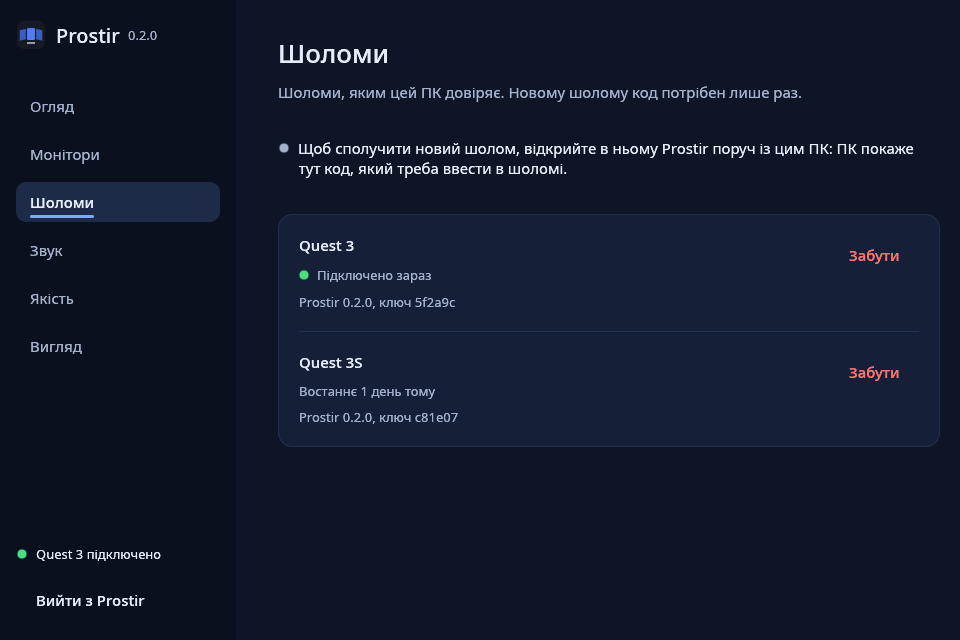 Prostir 0.2.0
Огляд
Монітори
Шоломи
Звук
Якість
Вигляд
Quest 3 підключено
Вийти з Prostir
Шоломи
Шоломи, яким цей ПК довіряє. Новому шолому код потрібен лише раз.
Щоб сполучити новий шолом, відкрийте в ньому Prostir поруч із цим ПК: ПК покаже
тут код, який треба ввести в шоломі.
Quest 3
Забути
Підключено зараз
Prostir 0.2.0, ключ 5f2a9c
Quest 3S
Забути
Востаннє 1 день тому
Prostir 0.2.0, ключ c81e07